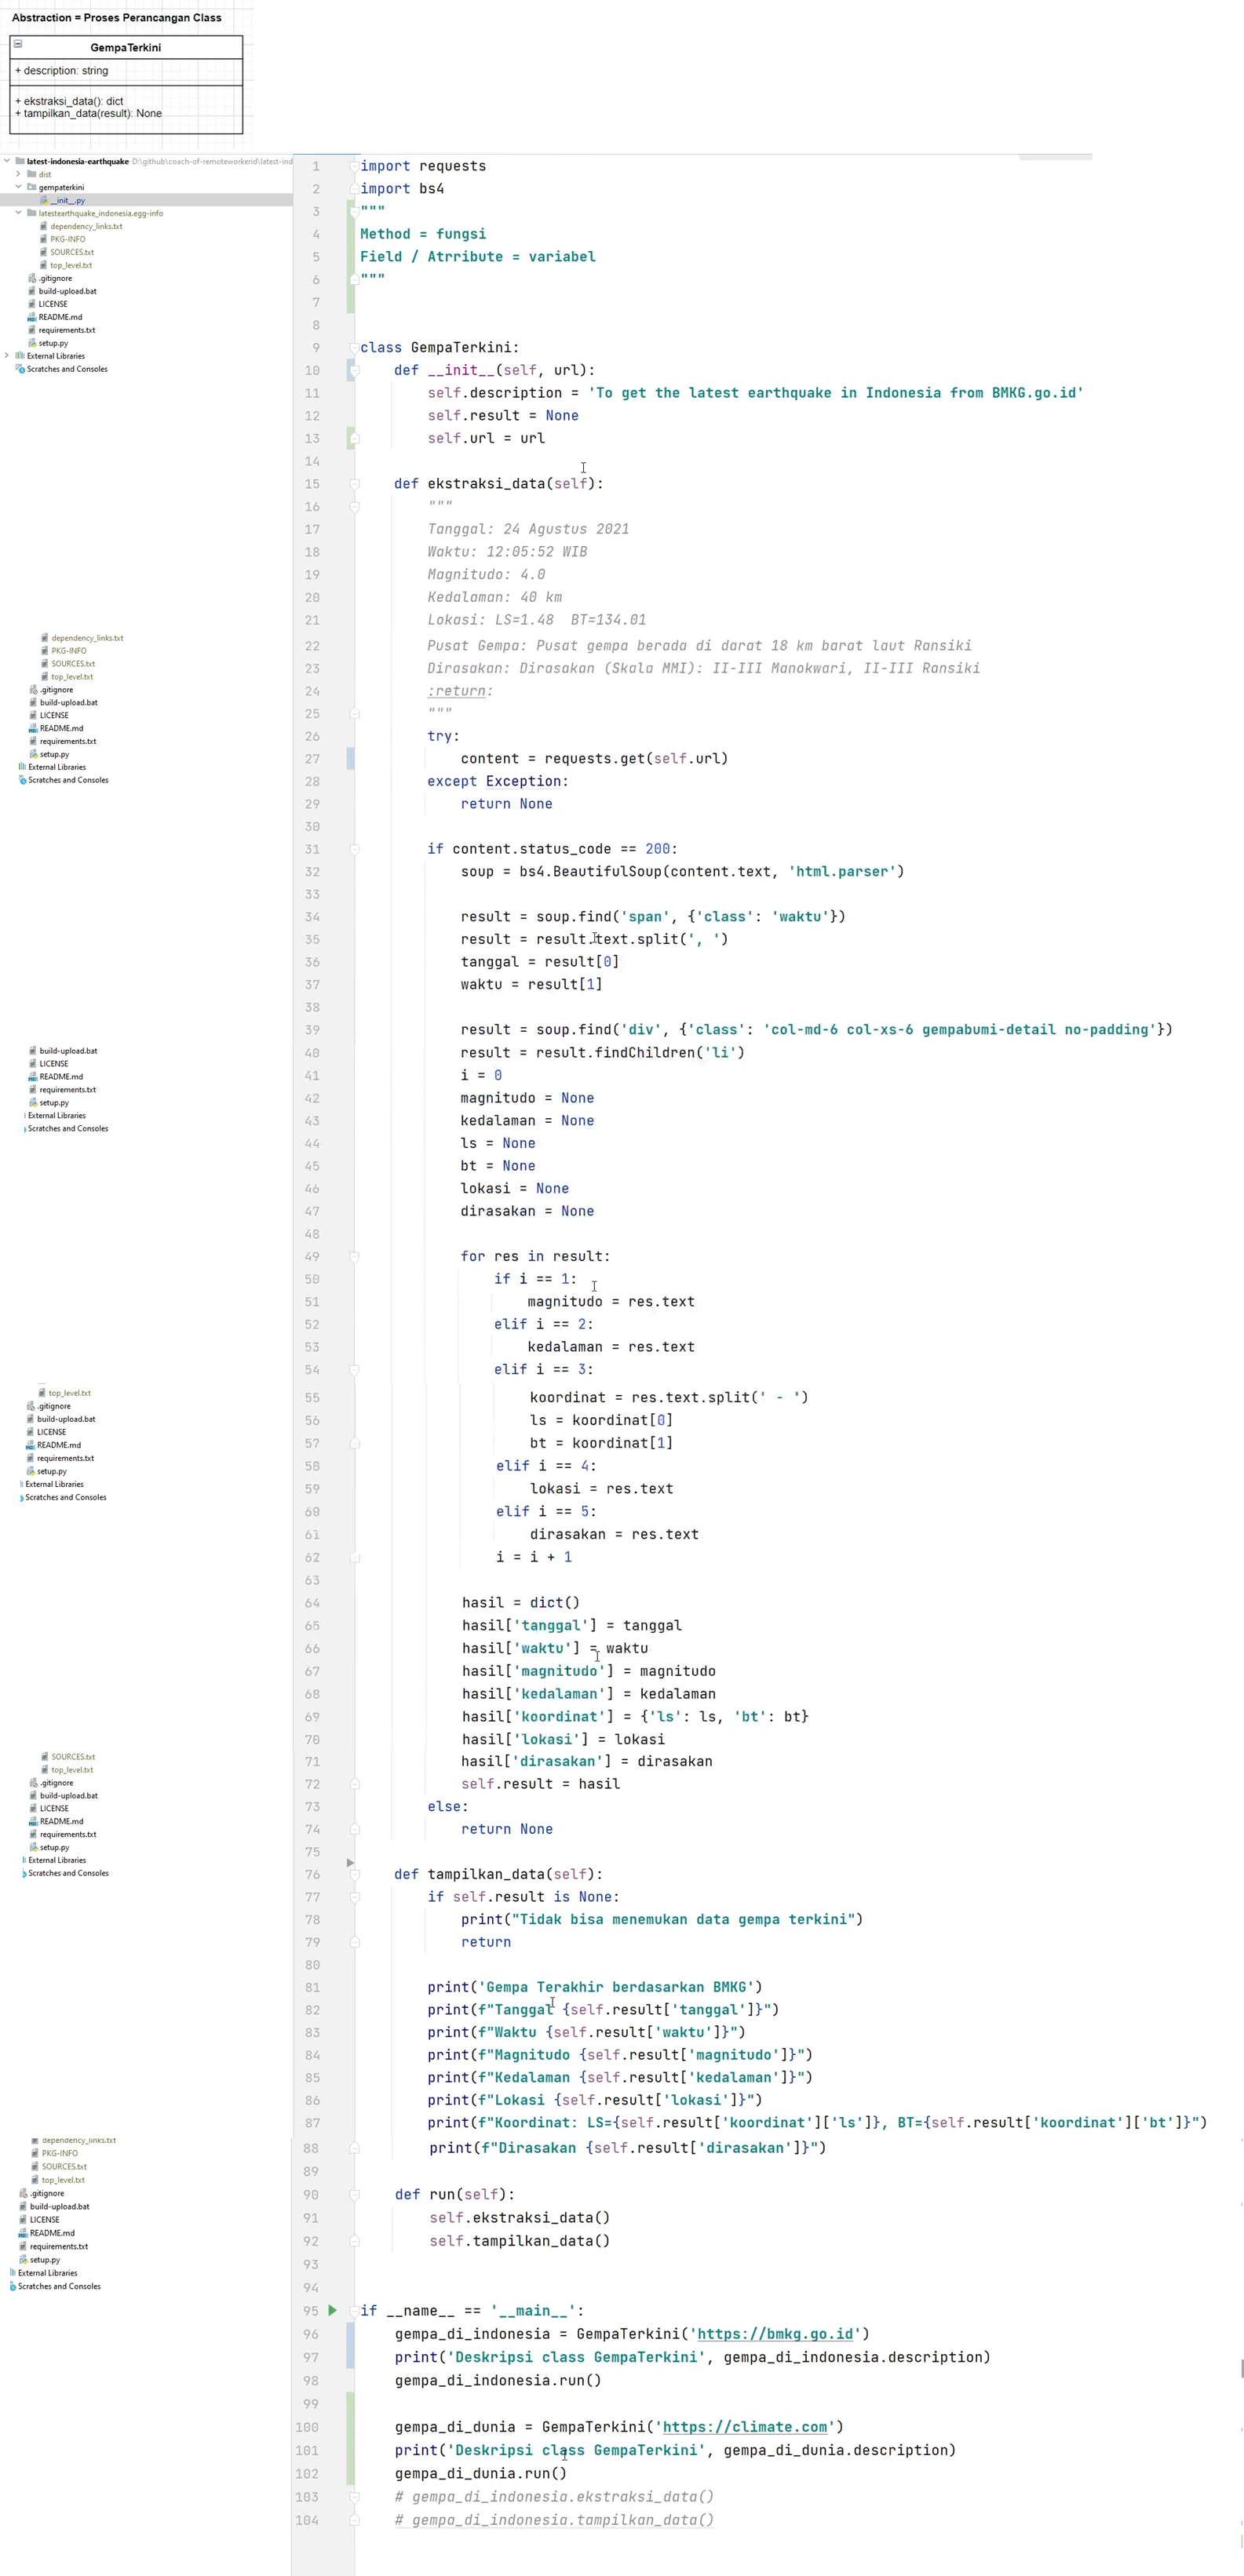 Abstraction = Proses Perancangan Class
GempaTerkini
+ description: string
+ ekstraksi_data(): dict
+ tampilkan_data(result): None
latest-indonesia-earthquake D:\github\coach-of-remoteworkerid\latest-ind
dist
gempaterkini
__init__.py
latestearthquake_indonesia.egg-info
dependency_links.txt
PKG-INFO
SOURCES.txt
top_level.txt
.gitignore
build-upload.bat
LICENSE
README.md
requirements.txt
setup.py
External Libraries
Scratches and Consoles
dependency_links.txt
PKG-INFO
SOURCES.txt
top_level.txt
.gitignore
build-upload.bat
LICENSE
README.md
requirements.txt
setup.py
External Libraries
Scratches and Consoles
build-upload.bat
LICENSE
README.md
requirements.txt
setup.py
External Libraries
Scratches and Consoles
top_level.txt
.gitignore
build-upload.bat
LICENSE
README.md
requirements.txt
setup.py
External Libraries
Scratches and Consoles
SOURCES.txt
top_level.txt
.gitignore
build-upload.bat
LICENSE
README.md
requirements.txt
setup.py
External Libraries
Scratches and Consoles
dependency_links.txt
PKG-INFO
SOURCES.txt
top_level.txt
.gitignore
build-upload.bat
LICENSE
README.md
requirements.txt
setup.py
External Libraries
Scratches and Consoles
1 import requests
2 import bs4
3 """
4 Method = fungsi
5 Field / Atrribute = variabel
6 """
7
8
9 class GempaTerkini:
10     def __init__(self, url):
11         self.description = 'To get the latest earthquake in Indonesia from BMKG.go.id'
12         self.result = None
13         self.url = url
14
15     def ekstraksi_data(self):
16         """
17         Tanggal: 24 Agustus 2021
18         Waktu: 12:05:52 WIB
19         Magnitudo: 4.0
20         Kedalaman: 40 km
21         Lokasi: LS=1.48  BT=134.01
22         Pusat Gempa: Pusat gempa berada di darat 18 km barat laut Ransiki
23         Dirasakan: Dirasakan (Skala MMI): II-III Manokwari, II-III Ransiki
24         :return:
25         """
26         try:
27             content = requests.get(self.url)
28         except Exception:
29             return None
30
31         if content.status_code == 200:
32             soup = bs4.BeautifulSoup(content.text, 'html.parser')
33
34             result = soup.find('span', {'class': 'waktu'})
35             result = result.text.split(', ')
36             tanggal = result[0]
37             waktu = result[1]
38
39             result = soup.find('div', {'class': 'col-md-6 col-xs-6 gempabumi-detail no-padding'})
40             result = result.findChildren('li')
41             i = 0
42             magnitudo = None
43             kedalaman = None
44             ls = None
45             bt = None
46             lokasi = None
47             dirasakan = None
48
49             for res in result:
50                 if i == 1:
51                     magnitudo = res.text
52                 elif i == 2:
53                     kedalaman = res.text
54                 elif i == 3:
55                     koordinat = res.text.split(' - ')
56                     ls = koordinat[0]
57                     bt = koordinat[1]
58                 elif i == 4:
59                     lokasi = res.text
60                 elif i == 5:
61                     dirasakan = res.text
62                 i = i + 1
63
64             hasil = dict()
65             hasil['tanggal'] = tanggal
66             hasil['waktu'] = waktu
67             hasil['magnitudo'] = magnitudo
68             hasil['kedalaman'] = kedalaman
69             hasil['koordinat'] = {'ls': ls, 'bt': bt}
70             hasil['lokasi'] = lokasi
71             hasil['dirasakan'] = dirasakan
72             self.result = hasil
73         else:
74             return None
75
76     def tampilkan_data(self):
77         if self.result is None:
78             print("Tidak bisa menemukan data gempa terkini")
79             return
80
81         print('Gempa Terakhir berdasarkan BMKG')
82         print(f"Tanggal {self.result['tanggal']}")
83         print(f"Waktu {self.result['waktu']}")
84         print(f"Magnitudo {self.result['magnitudo']}")
85         print(f"Kedalaman {self.result['kedalaman']}")
86         print(f"Lokasi {self.result['lokasi']}")
87         print(f"Koordinat: LS={self.result['koordinat']['ls']}, BT={self.result['koordinat']['bt']}")
88         print(f"Dirasakan {self.result['dirasakan']}")
89
90     def run(self):
91         self.ekstraksi_data()
92         self.tampilkan_data()
93
94
95 if __name__ == '__main__':
96     gempa_di_indonesia = GempaTerkini('https://bmkg.go.id')
97     print('Deskripsi class GempaTerkini', gempa_di_indonesia.description)
98     gempa_di_indonesia.run()
99
100     gempa_di_dunia = GempaTerkini('https://climate.com')
101     print('Deskripsi class GempaTerkini', gempa_di_dunia.description)
102     gempa_di_dunia.run()
103     # gempa_di_indonesia.ekstraksi_data()
104     # gempa_di_indonesia.tampilkan_data()